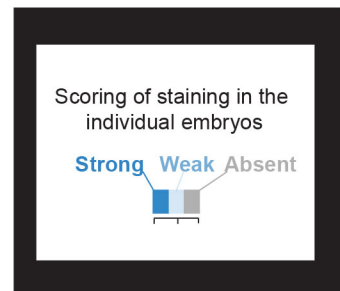 Scoring of staining in the
individual embryos
Strong Weak Absent